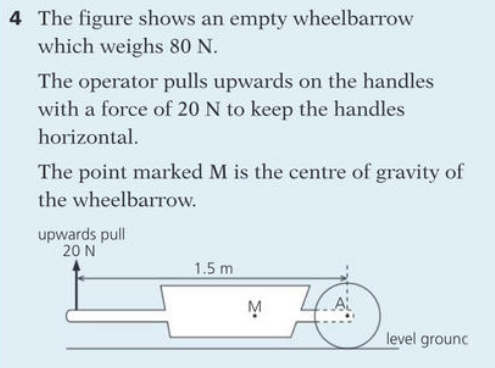 4 The figure shows an empty wheelbarrow
which weighs 80 N.
The operator pulls upwards on the handles
with a force of 20 N to keep the handles
horizontal.
The point marked M is the centre of gravity of
the wheelbarrow.
upwards pull
20 N
1.5 m
M
A
level grounc